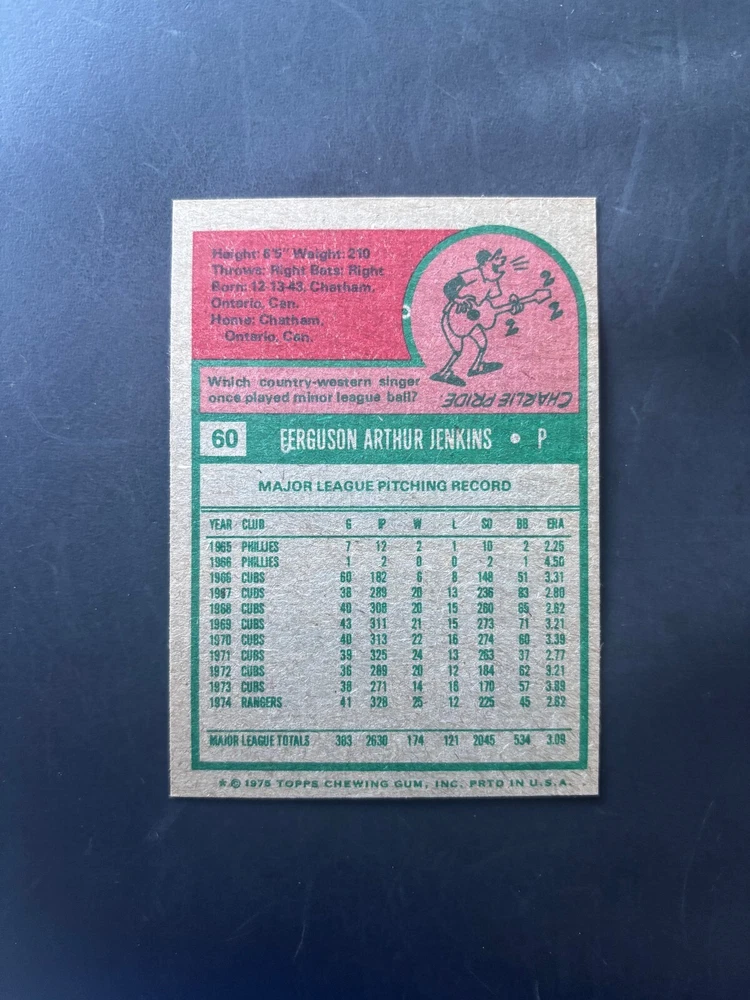 Height: 6'5" Weight: 210
Throws: Right Bats: Right
Born: 12-13-43, Chatham,
Ontario, Can.
Home: Chatham,
Ontario, Can.
Which country-western singer
once played minor league ball?
CHARLIE PRIDE.
60 FERGUSON ARTHUR JENKINS • P
MAJOR LEAGUE PITCHING RECORD
YEAR CLUB G IP W L SO BB ERA
1965 PHILLIES 7 12 2 1 10 2 2.25
1966 PHILLIES 1 2 0 0 2 1 4.50
1966 CUBS 60 182 6 8 148 51 3.31
1967 CUBS 38 289 20 13 236 83 2.80
1968 CUBS 40 308 20 15 260 65 2.62
1969 CUBS 43 311 21 15 273 71 3.21
1970 CUBS 40 313 22 16 274 60 3.39
1971 CUBS 39 325 24 13 263 37 2.77
1972 CUBS 36 289 20 12 184 62 3.21
1973 CUBS 38 271 14 16 170 57 3.89
1974 RANGERS 41 328 25 12 225 45 2.82
MAJOR LEAGUE TOTALS 383 2630 174 121 2045 534 3.09
* © 1975 TOPPS CHEWING GUM, INC. PRTD IN U.S.A.